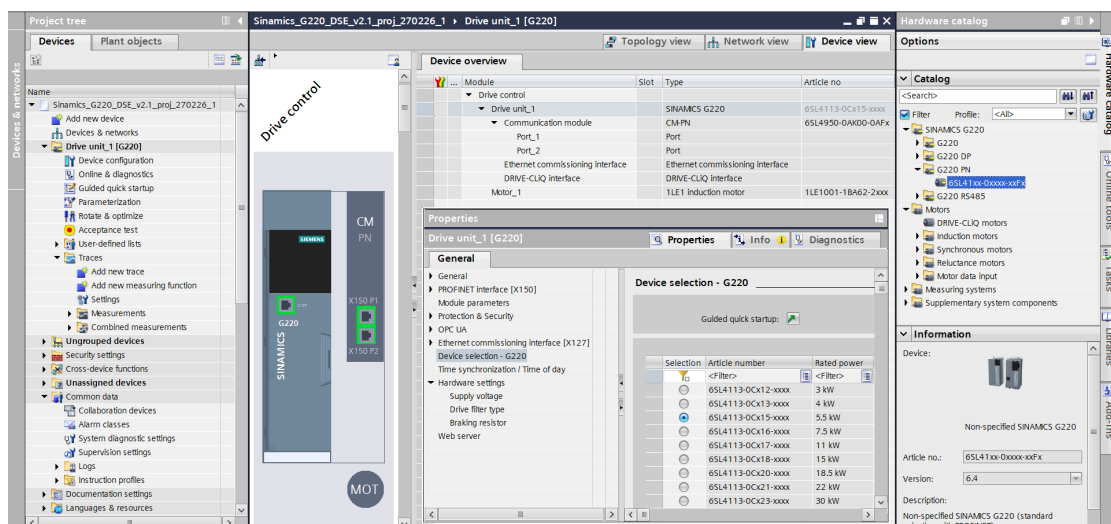 Project tree
Devices
Plant objects
Devices & networks
Name
Sinamics_G220_DSE_v2.1_proj_270226_1
Add new device
Devices & networks
Drive unit_1 [G220]
Device configuration
Online & diagnostics
Guided quick startup
Parameterization
Rotate & optimize
Acceptance test
User-defined lists
Traces
Add new trace
Add new measuring function
Settings
Measurements
Combined measurements
Ungrouped devices
Security settings
Cross-device functions
Unassigned devices
Common data
Collaboration devices
Alarm classes
System diagnostic settings
Supervision settings
Logs
Instruction profiles
Documentation settings
Languages & resources
Sinamics_G220_DSE_v2.1_proj_270226_1 Drive unit_1 [G220]
Topology view Network view Device view
Drive control
SIEMENS
CM
PN
G220
SINAMICS
X150 P1
X150 P2
MOT
Device overview
... Module Slot Type Article no
Drive control
Drive unit_1 SINAMICS G220 6SL4113-0Cx15-xxxx
Communication module CM-PN 6SL4950-0AK00-0AFx
Port_1 Port
Port_2 Port
Ethernet commissioning interface Ethernet commissioning interface
DRIVE-CLiQ interface DRIVE-CLiQ interface
Motor_1 1LE1 induction motor 1LE1001-1BA62-2xxx
Properties
Drive unit_1 [G220]
Properties Info Diagnostics
General
General
PROFINET interface [X150]
Module parameters
Protection & Security
OPC UA
Ethernet commissioning interface [X127]
Device selection - G220
Time synchronization / Time of day
Hardware settings
Supply voltage
Drive filter type
Braking resistor
Web server
Device selection - G220
Guided quick startup:
Selection Article number Rated power
<Filter> <Filter>
6SL4113-0Cx12-xxxx 3 kW
6SL4113-0Cx13-xxxx 4 kW
6SL4113-0Cx15-xxxx 5.5 kW
6SL4113-0Cx16-xxxx 7.5 kW
6SL4113-0Cx17-xxxx 11 kW
6SL4113-0Cx18-xxxx 15 kW
6SL4113-0Cx20-xxxx 18.5 kW
6SL4113-0Cx21-xxxx 22 kW
6SL4113-0Cx23-xxxx 30 kW
Hardware catalog
Options
Catalog
<Search>
Filter Profile: <All>
SINAMICS G220
G220
G220 DP
G220 PN
6SL41xx-0xxxx-xxFx
G220 RS485
Motors
DRIVE-CLiQ motors
Induction motors
Synchronous motors
Reluctance motors
Motor data input
Measuring systems
Supplementary system components
Information
Device:
Non-specified SINAMICS G220
Article no.: 6SL41xx-0xxxx-xxFx
Version: 6.4
Description:
Non-specified SINAMICS G220 (standard
Hardware catalog
Online tools
Tasks
Libraries
Add-Ins